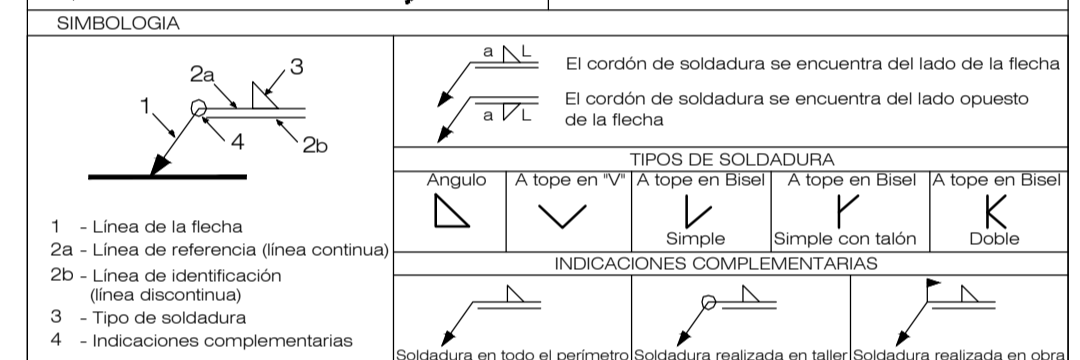 SIMBOLOGIA
1
2a
3
4
2b
1 - Línea de la flecha
2a - Línea de referencia (línea continua)
2b - Línea de identificación
(línea discontinua)
3 - Tipo de soldadura
4 - Indicaciones complementarias
a L
El cordón de soldadura se encuentra del lado de la flecha
a L
El cordón de soldadura se encuentra del lado opuesto
de la flecha
TIPOS DE SOLDADURA
Angulo
A tope en "V"
A tope en Bisel
Simple
A tope en Bisel
Simple con talón
A tope en Bisel
Doble
INDICACIONES COMPLEMENTARIAS
Soldadura en todo el perímetro
Soldadura realizada en taller
Soldadura realizada en obra